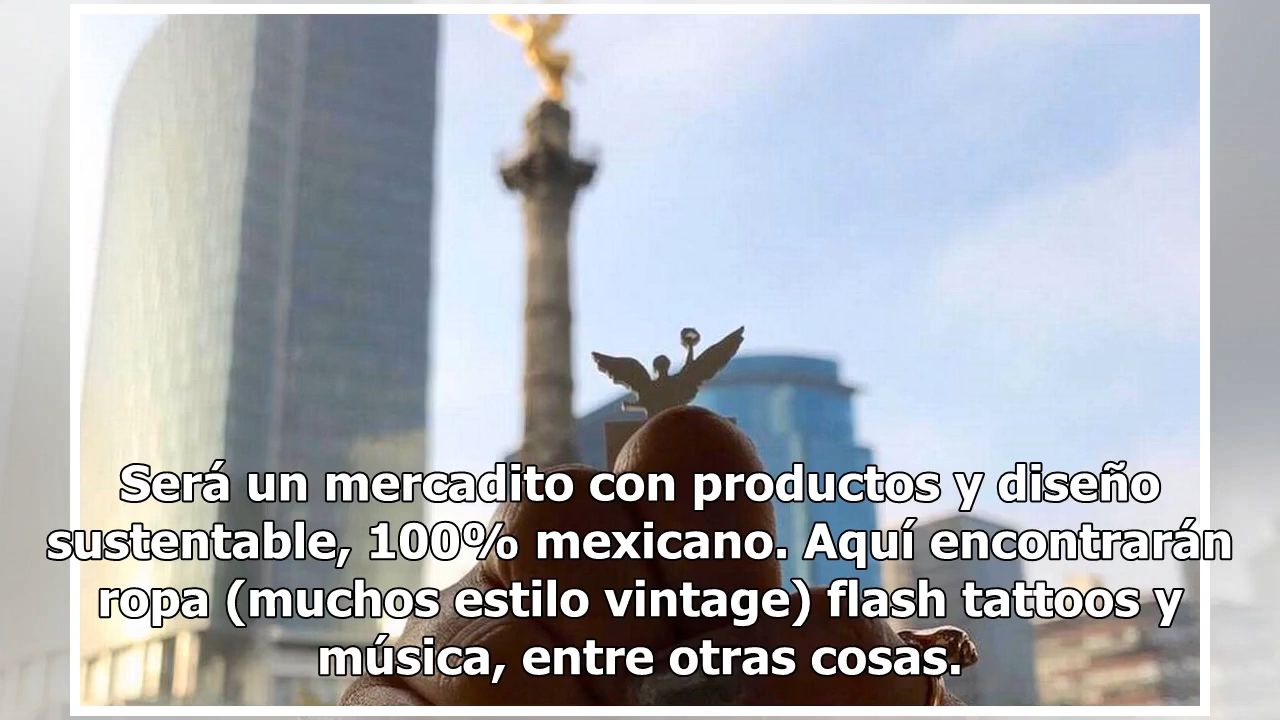 Será un mercadito con productos y diseño
sustentable, 100% mexicano. Aquí encontrarán
ropa (muchos estilo vintage) flash tattoos y
música, entre otras cosas.